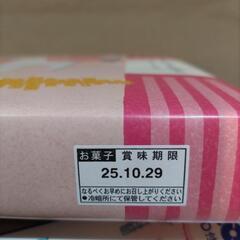 お菓子 賞味期限
25.10.29
なるべくお早めにお召し上がりください
●冷暗所にて保管してください